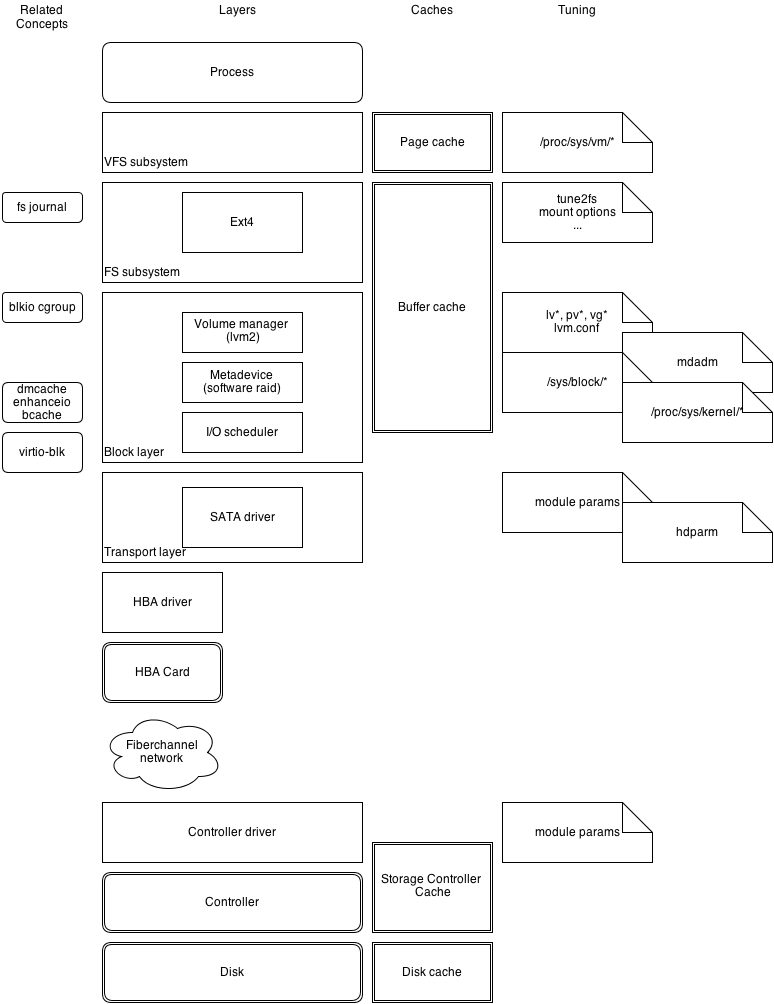 Related
Concepts
Layers
Caches
Tuning
Process
VFS subsystem
Page cache
/proc/sys/vm/*
fs journal
Ext4
FS subsystem
Buffer cache
tune2fs
mount options
...
blkio cgroup
Volume manager
(lvm2)
lv*, pv*, vg*
lvm.conf
mdadm
dmcache
enhanceio
bcache
Metadevice
(software raid)
/sys/block/*
/proc/sys/kernel/*
virtio-blk
I/O scheduler
Block layer
SATA driver
Transport layer
module params
hdparm
HBA driver
HBA Card
Fiberchannel
network
Controller driver
module params
Storage Controller
Cache
Controller
Disk
Disk cache